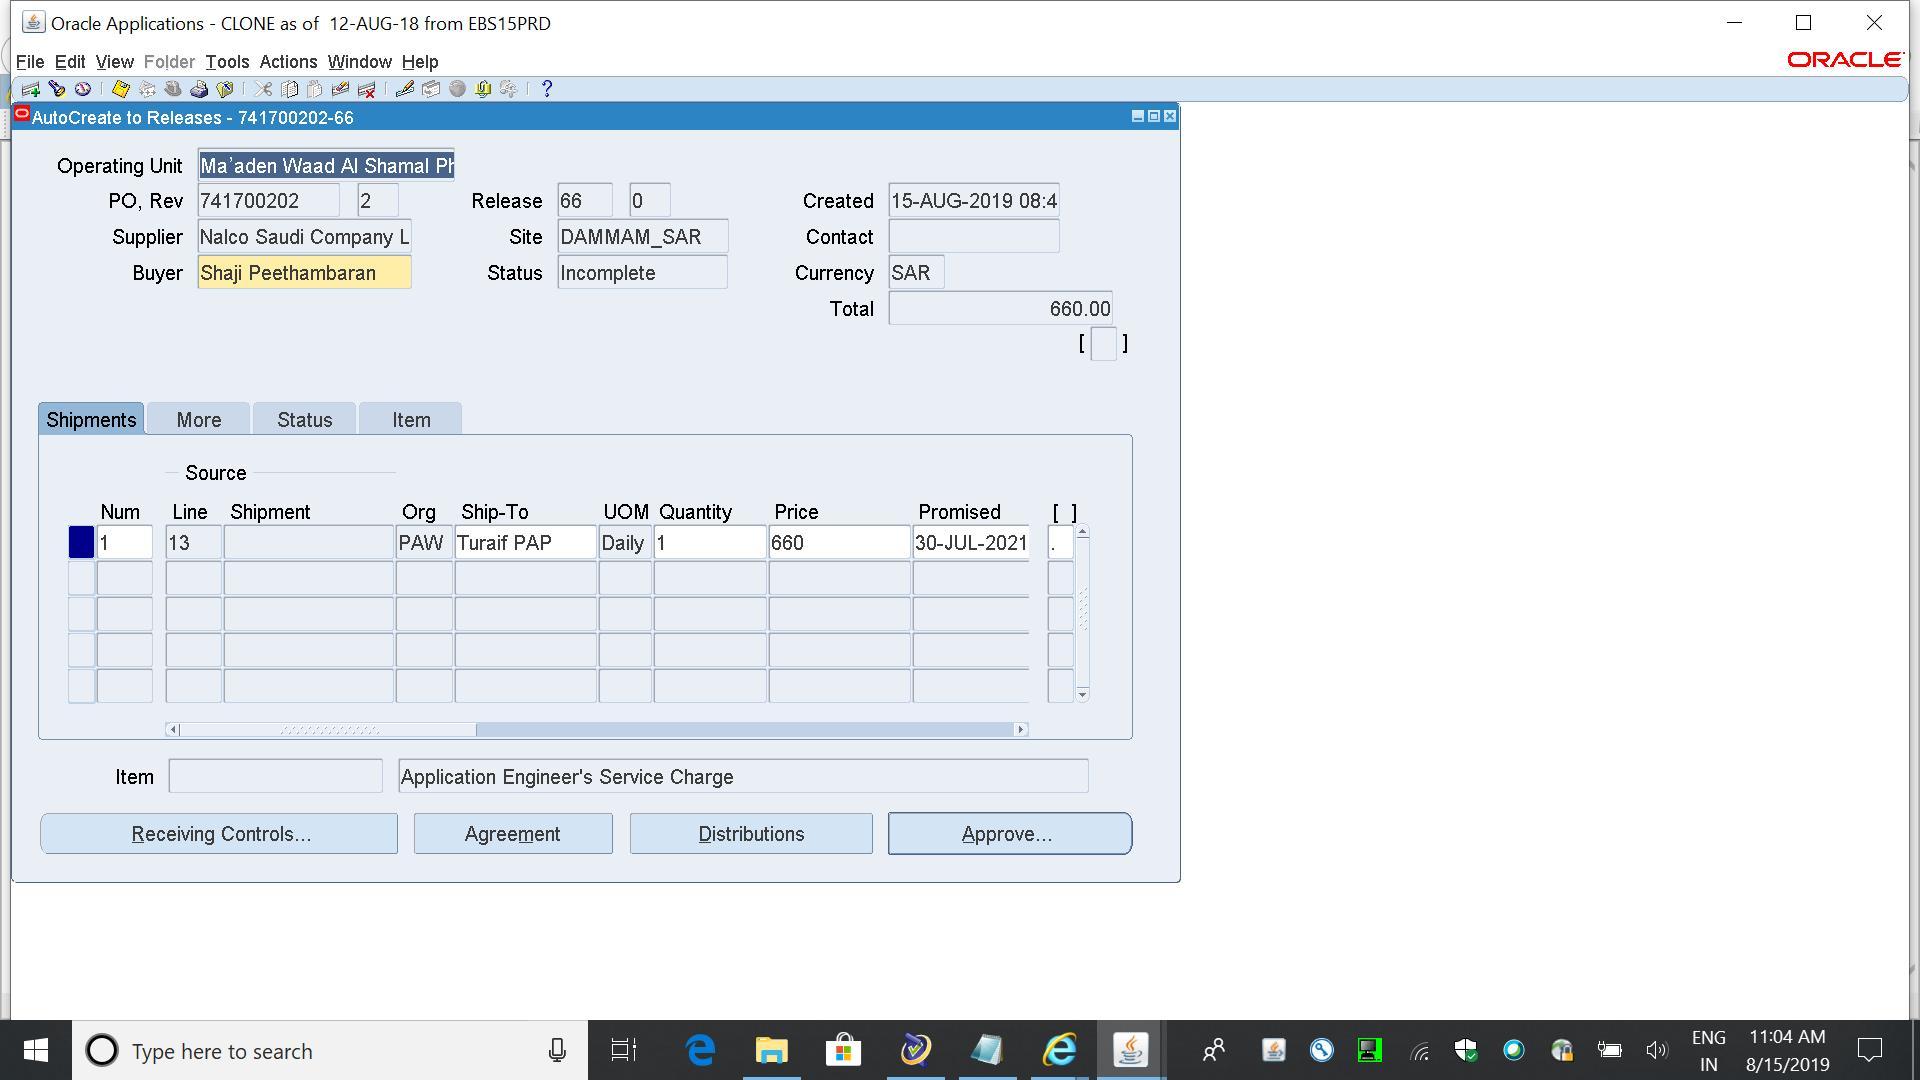 Oracle Applications - CLONE as of  12-AUG-18 from EBS15PRD
File Edit View Folder Tools Actions Window Help
ORACLE
AutoCreate to Releases - 741700202-66
Operating Unit Ma'aden Waad Al Shamal Ph
PO, Rev 741700202 2 Release 66 0 Created 15-AUG-2019 08:4
Supplier Nalco Saudi Company L Site DAMMAM_SAR Contact
Buyer Shaji Peethambaran Status Incomplete Currency SAR
Total 660.00
[ ]
Shipments More Status Item
Source
Num Line Shipment Org Ship-To UOM Quantity Price Promised [ ]
1 13 PAW Turaif PAP Daily 1 660 30-JUL-2021 .
Item Application Engineer's Service Charge
Receiving Controls... Agreement Distributions Approve...
Type here to search
ENG 11:04 AM
IN 8/15/2019